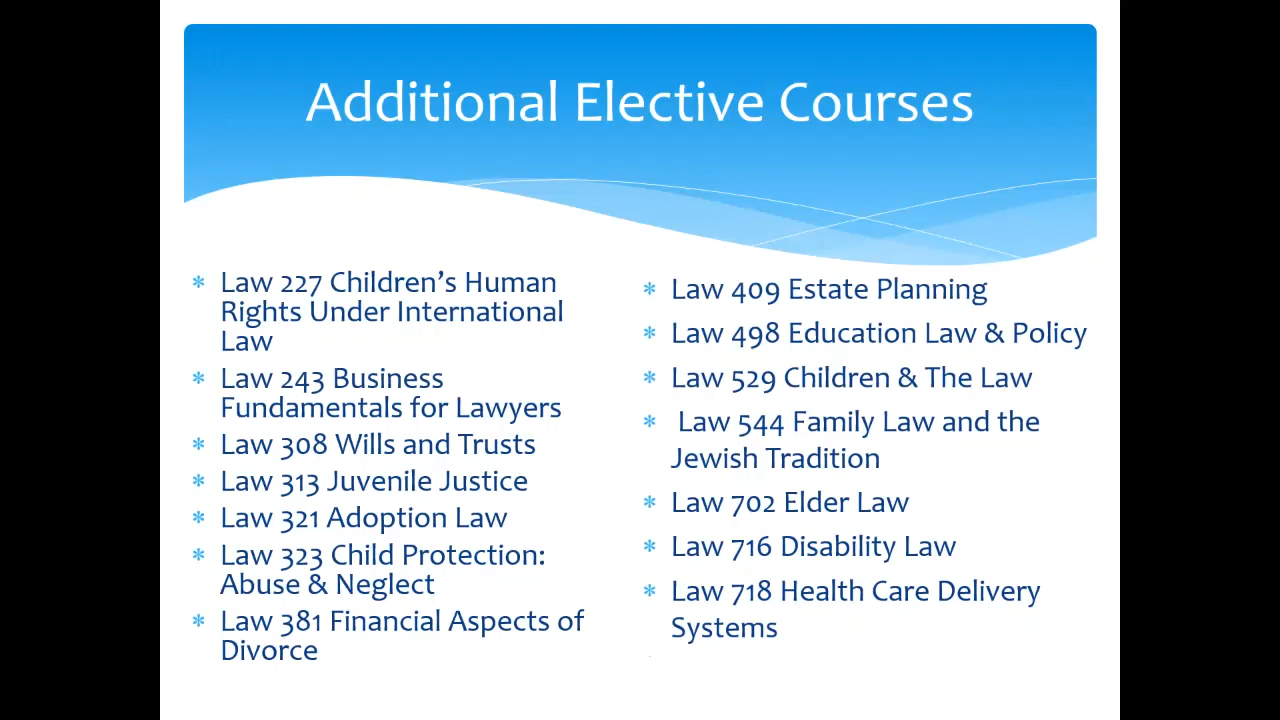 Additional Elective Courses
* Law 227 Children’s Human
Rights Under International
Law
* Law 243 Business
Fundamentals for Lawyers
* Law 308 Wills and Trusts
* Law 313 Juvenile Justice
* Law 321 Adoption Law
* Law 323 Child Protection:
Abuse & Neglect
* Law 381 Financial Aspects of
Divorce
* Law 409 Estate Planning
* Law 498 Education Law & Policy
* Law 529 Children & The Law
* Law 544 Family Law and the
Jewish Tradition
* Law 702 Elder Law
* Law 716 Disability Law
* Law 718 Health Care Delivery
Systems